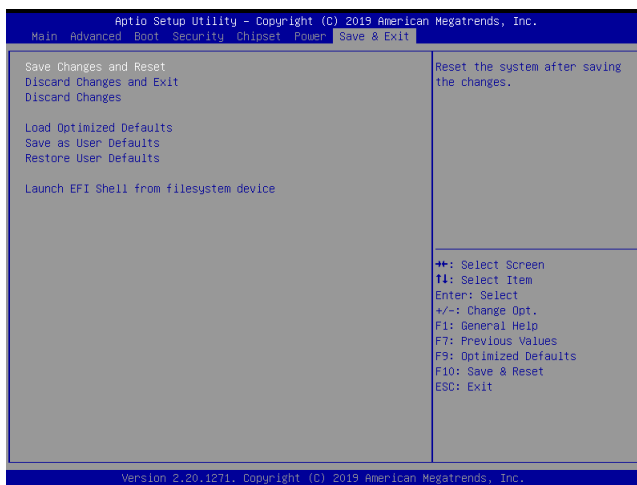 Aptio Setup Utility – Copyright (C) 2019 American Megatrends, Inc.
Main Advanced Boot Security Chipset Power Save & Exit
Save Changes and Reset
Discard Changes and Exit
Discard Changes
Load Optimized Defaults
Save as User Defaults
Restore User Defaults
Launch EFI Shell from filesystem device
Reset the system after saving
the changes.
→←: Select Screen
↑↓: Select Item
Enter: Select
+/-: Change Opt.
F1: General Help
F7: Previous Values
F9: Optimized Defaults
F10: Save & Reset
ESC: Exit
Version 2.20.1271. Copyright (C) 2019 American Megatrends, Inc.